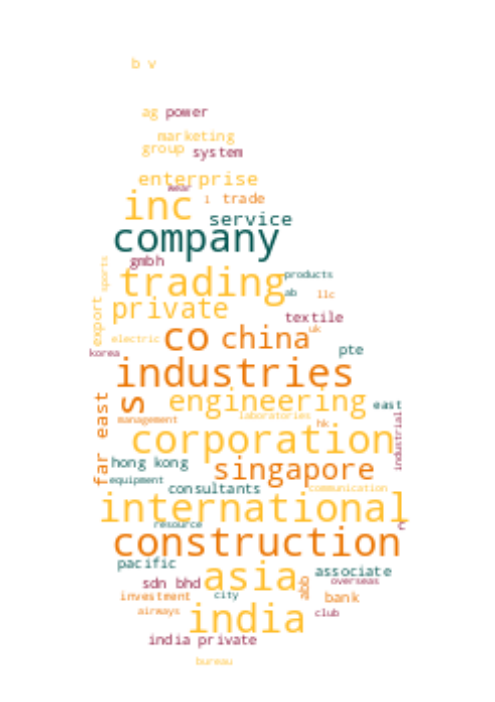 b v
ag power
marketing
group system
enterprise
wear
inc i trade
service
company
gmbh
sports trading products
ab llc
export private textile
uk
electric co china
korea pte
industries
s engineering east
far east management laboratories hk
corporation industrial
hong kong singapore
equipment consultants communication
international
resource c
construction
pacific associate
sdn bhd asia abb overseas
investment city bank
airways india club
india private
bureau